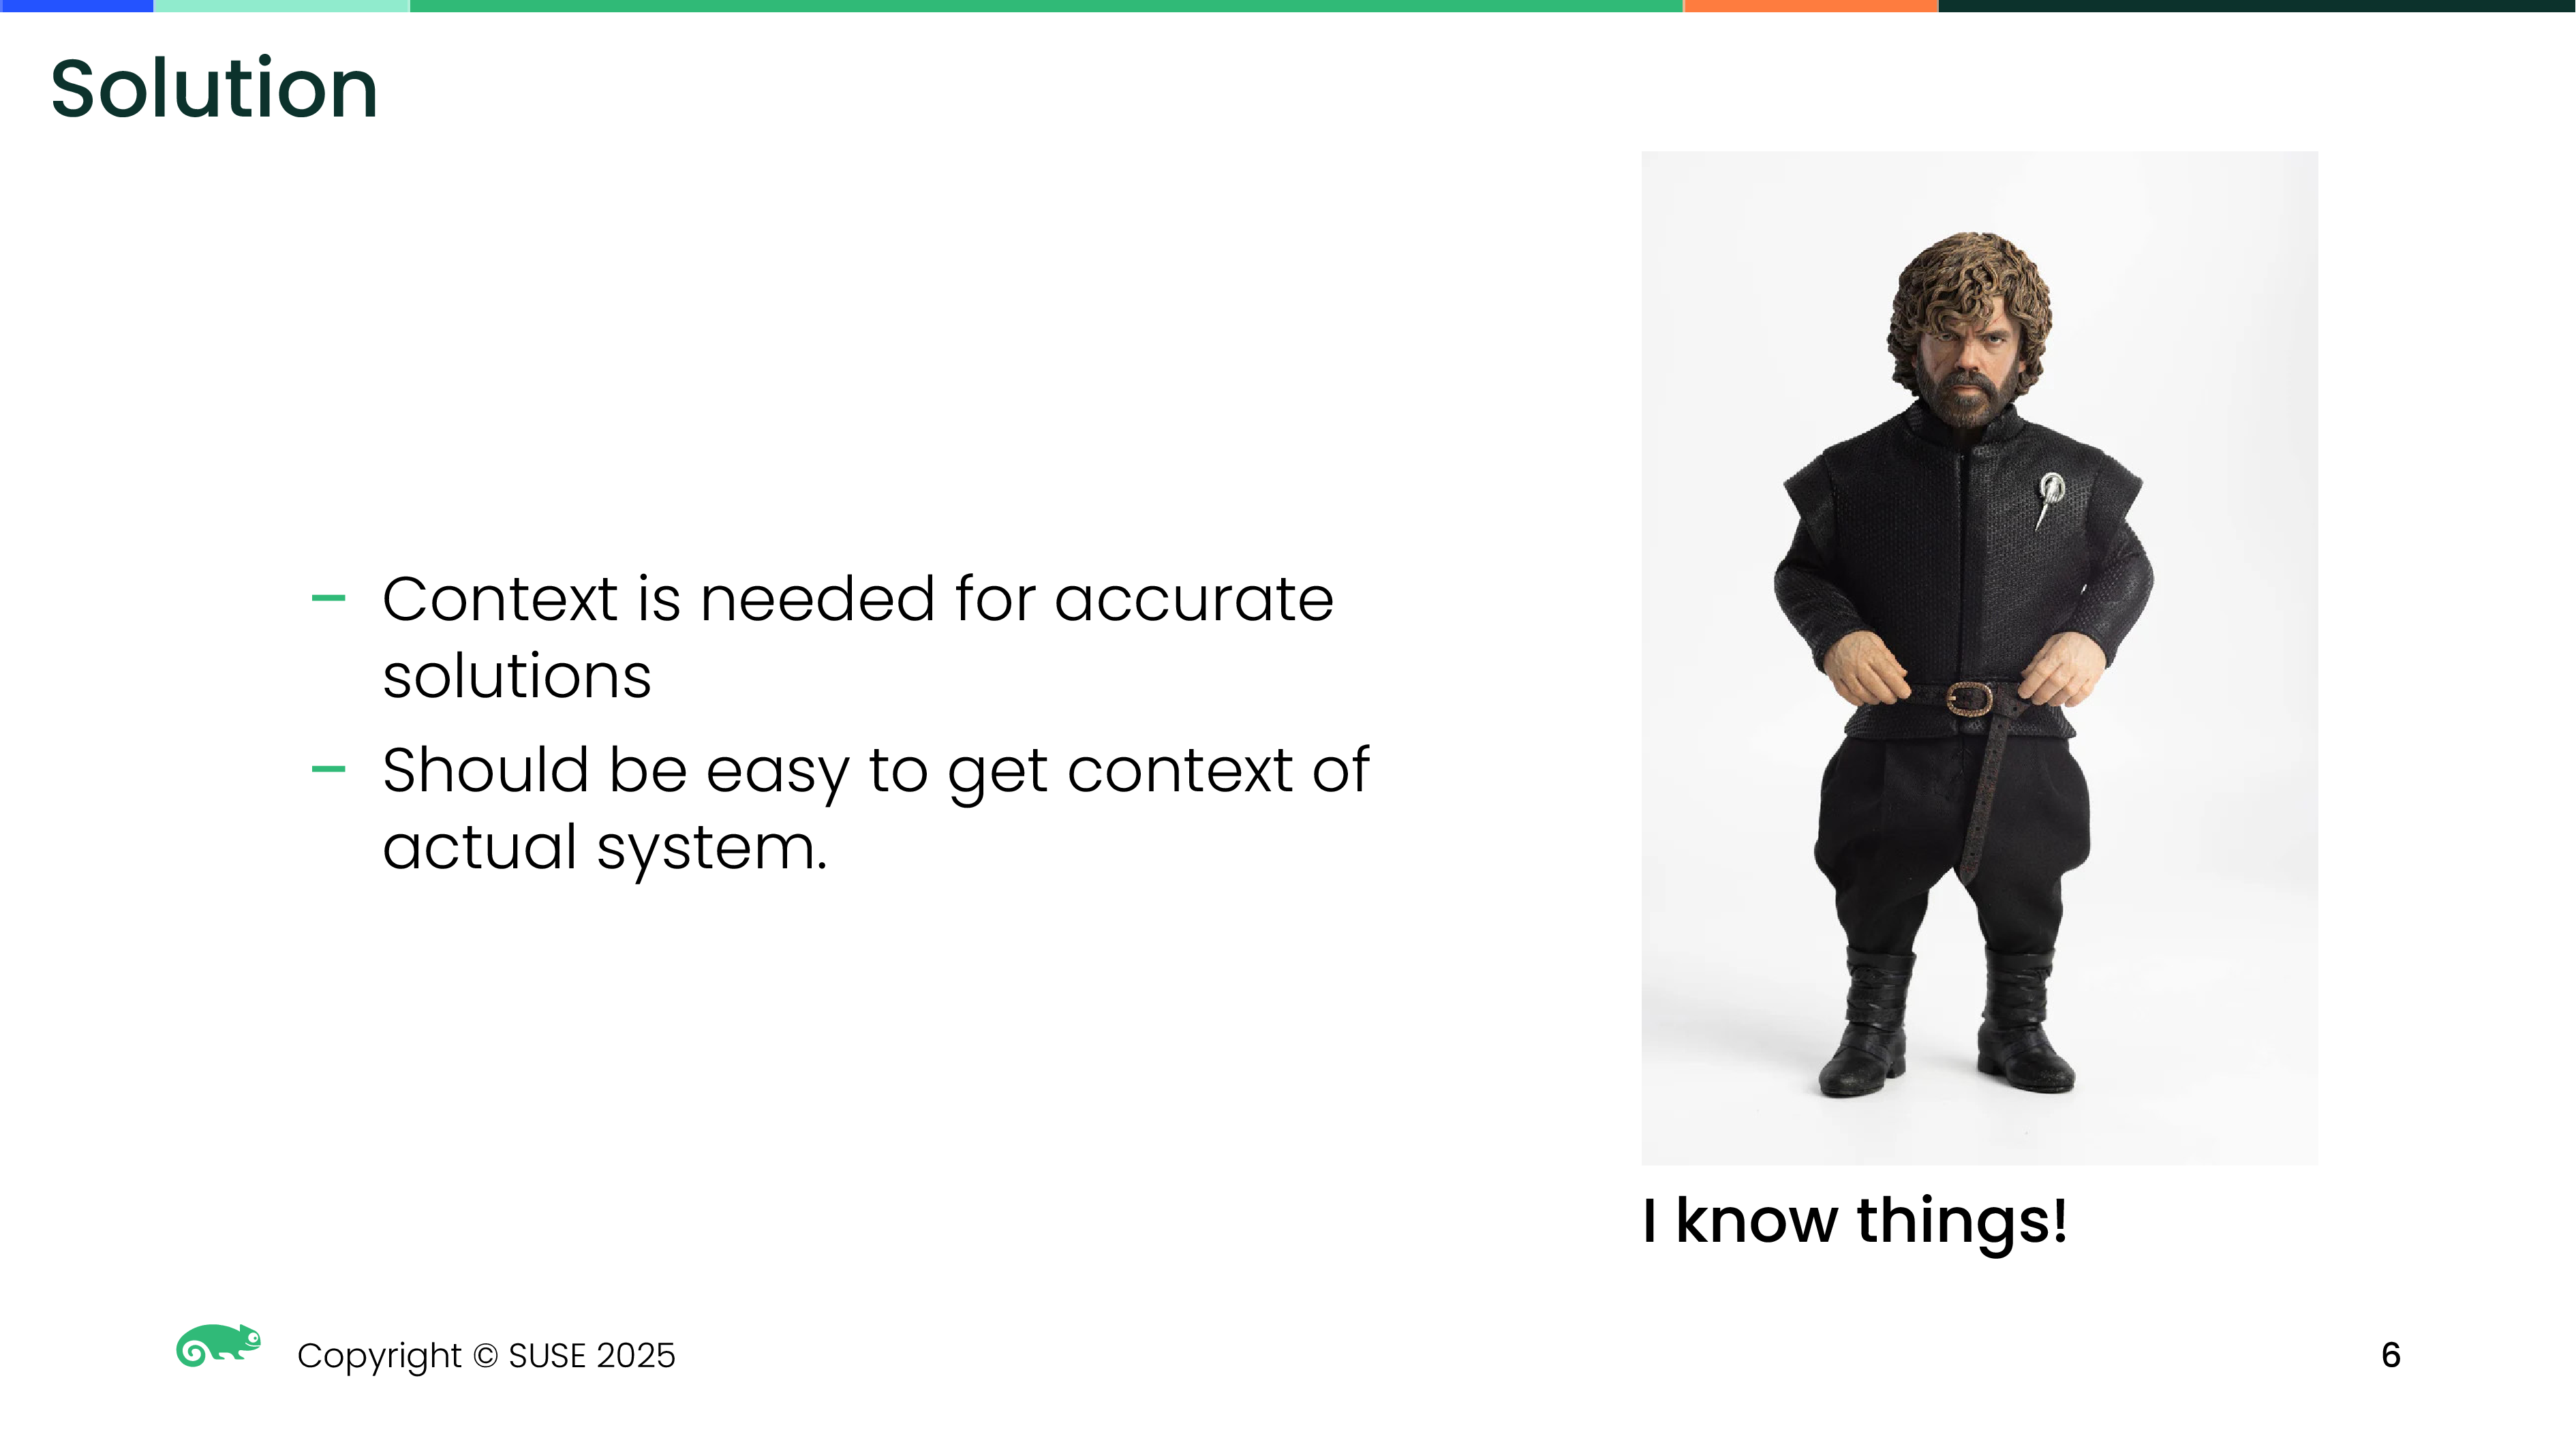 Solution
– Context is needed for accurate
solutions
– Should be easy to get context of
actual system.
I know things!
Copyright © SUSE 2025
6